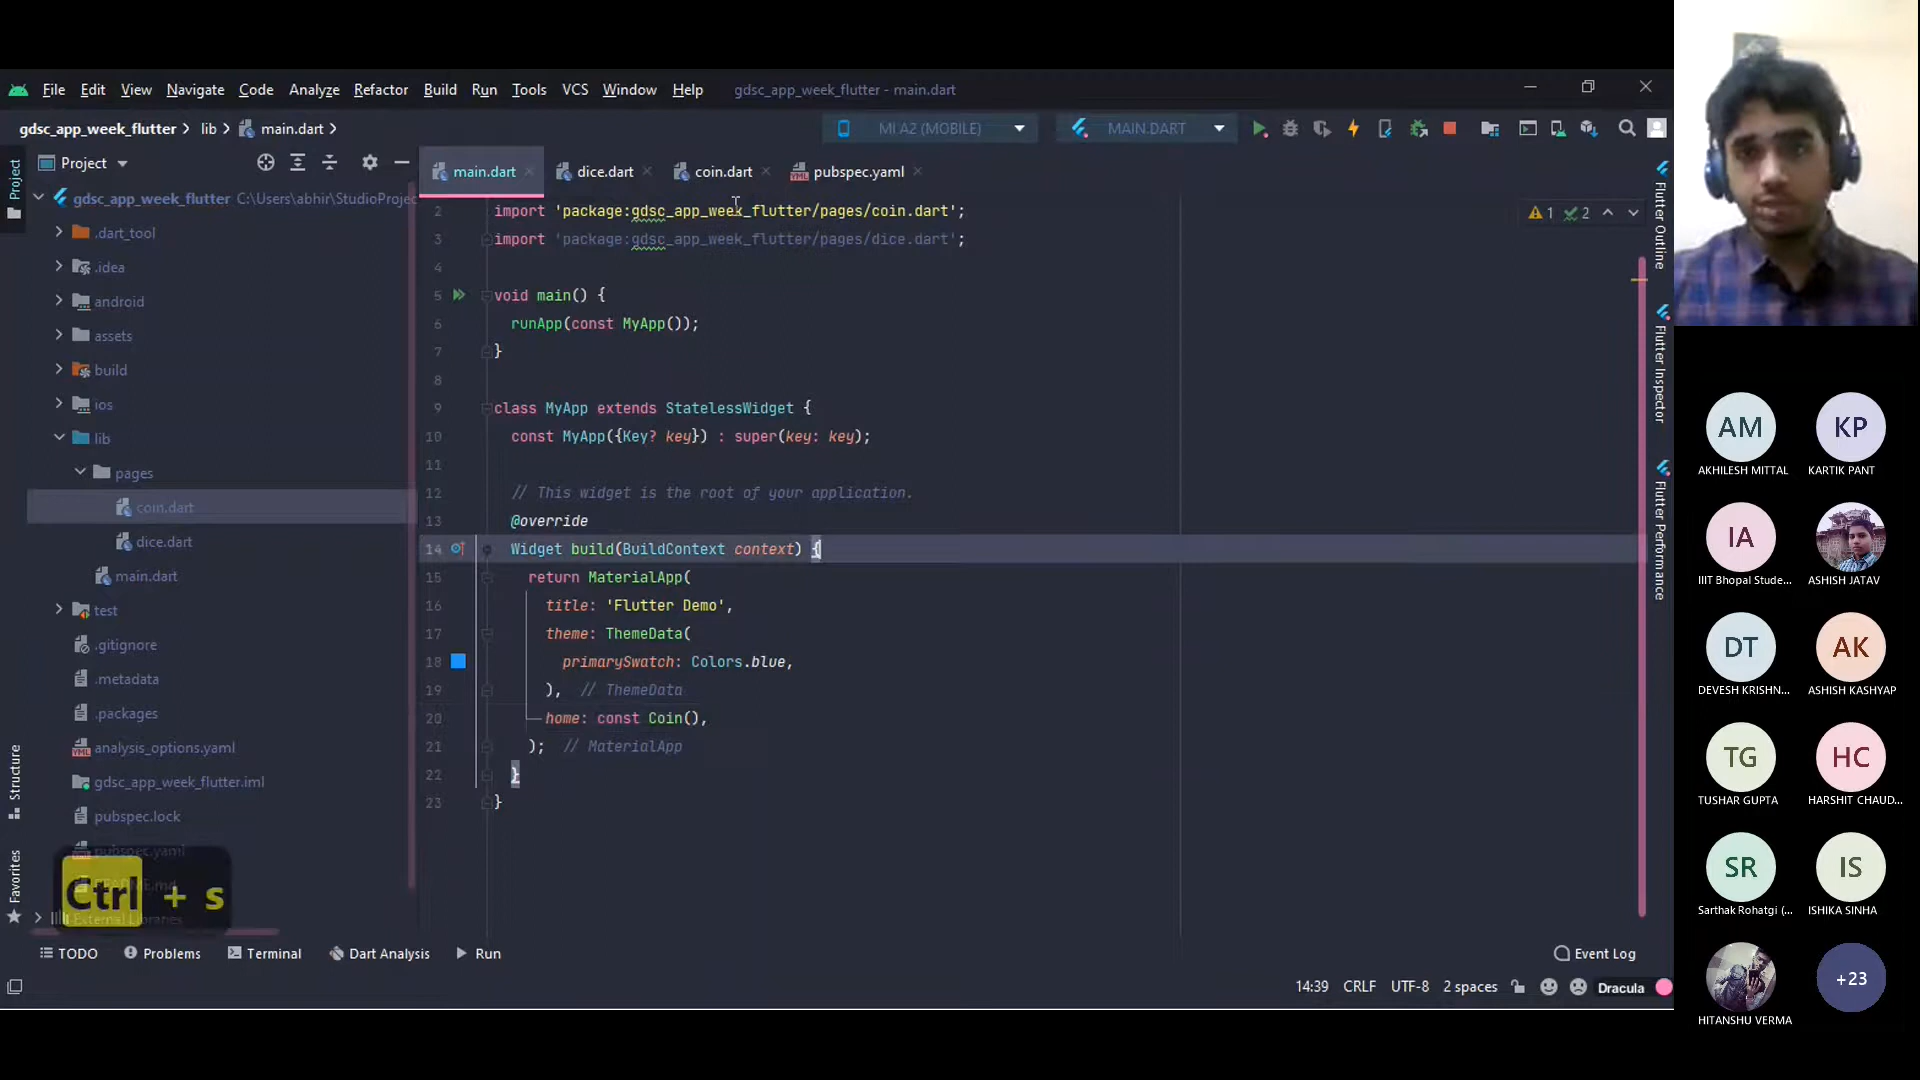 File Edit View Navigate Code Analyze Refactor Build Run Tools VCS Window Help gdsc_app_week_flutter - main.dart
gdsc_app_week_flutter lib main.dart
MI A2 (MOBILE) MAIN.DART
Project
main.dart dice.dart coin.dart pubspec.yaml
Project
gdsc_app_week_flutter C:\Users\abhir\StudioProjec
.dart_tool
.idea
android
assets
build
ios
lib
pages
coin.dart
dice.dart
main.dart
test
.gitignore
.metadata
.packages
analysis_options.yaml
gdsc_app_week_flutter.iml
pubspec.lock
pubspec.yaml
External Libraries
Ctrl + s
Structure
Favorites
2 import 'package:gdsc_app_week_flutter/pages/coin.dart';
3 import 'package:gdsc_app_week_flutter/pages/dice.dart';
4
5 void main() {
6 runApp(const MyApp());
7 }
8
9 class MyApp extends StatelessWidget {
10 const MyApp({Key? key}) : super(key: key);
11
12 // This widget is the root of your application.
13 @override
14 Widget build(BuildContext context) {
15 return MaterialApp(
16 title: 'Flutter Demo',
17 theme: ThemeData(
18 primarySwatch: Colors.blue,
19 ), // ThemeData
20 home: const Coin(),
21 ); // MaterialApp
22 }
23 }
1 2
Flutter Outline
Flutter Inspector
Flutter Performance
TODO Problems Terminal Dart Analysis Run Event Log
14:39 CRLF UTF-8 2 spaces Dracula
AM KP
AKHILESH MITTAL KARTIK PANT
IA
IIIT Bhopal Stude... ASHISH JATAV
DT AK
DEVESH KRISHN... ASHISH KASHYAP
TG HC
TUSHAR GUPTA HARSHIT CHAUD...
SR IS
Sarthak Rohatgi (... ISHIKA SINHA
+23
HITANSHU VERMA